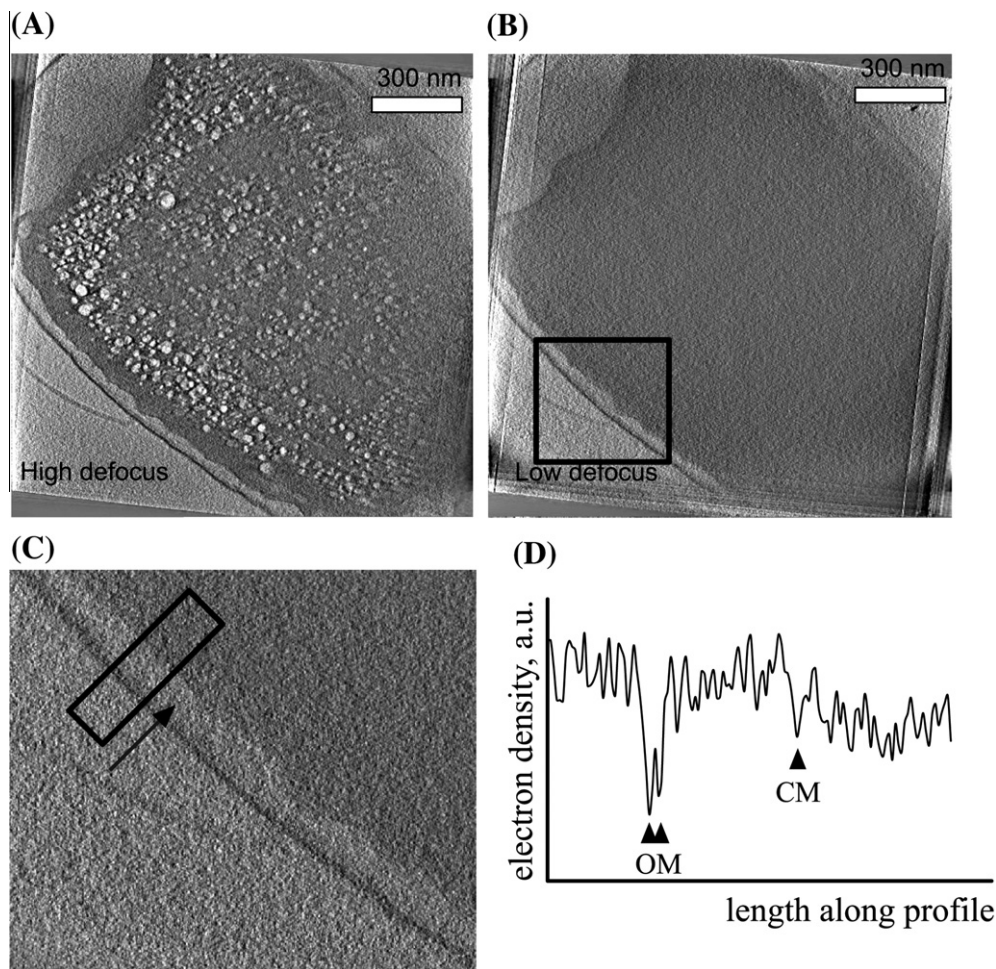 (A)
(B)
300 nm
300 nm
High defocus
Low defocus
(C)
(D)
electron density, a.u.
CM
OM
length along profile